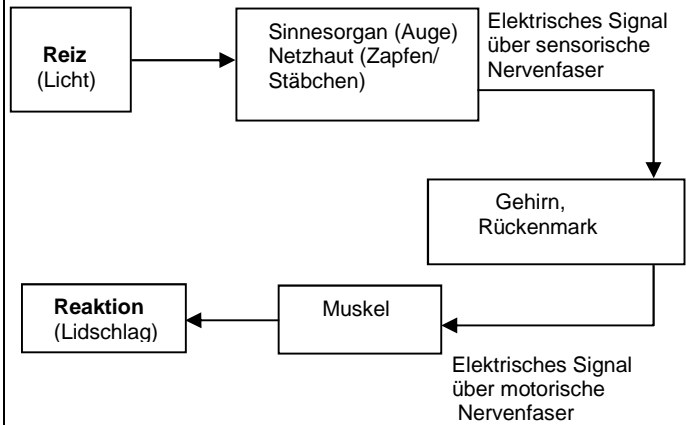 Reiz
(Licht)
Sinnesorgan (Auge)
Netzhaut (Zapfen/
Stäbchen)
Elektrisches Signal
über sensorische
Nervenfaser
Gehirn,
Rückenmark
Elektrisches Signal
über motorische
Nervenfaser
Muskel
Reaktion
(Lidschlag)